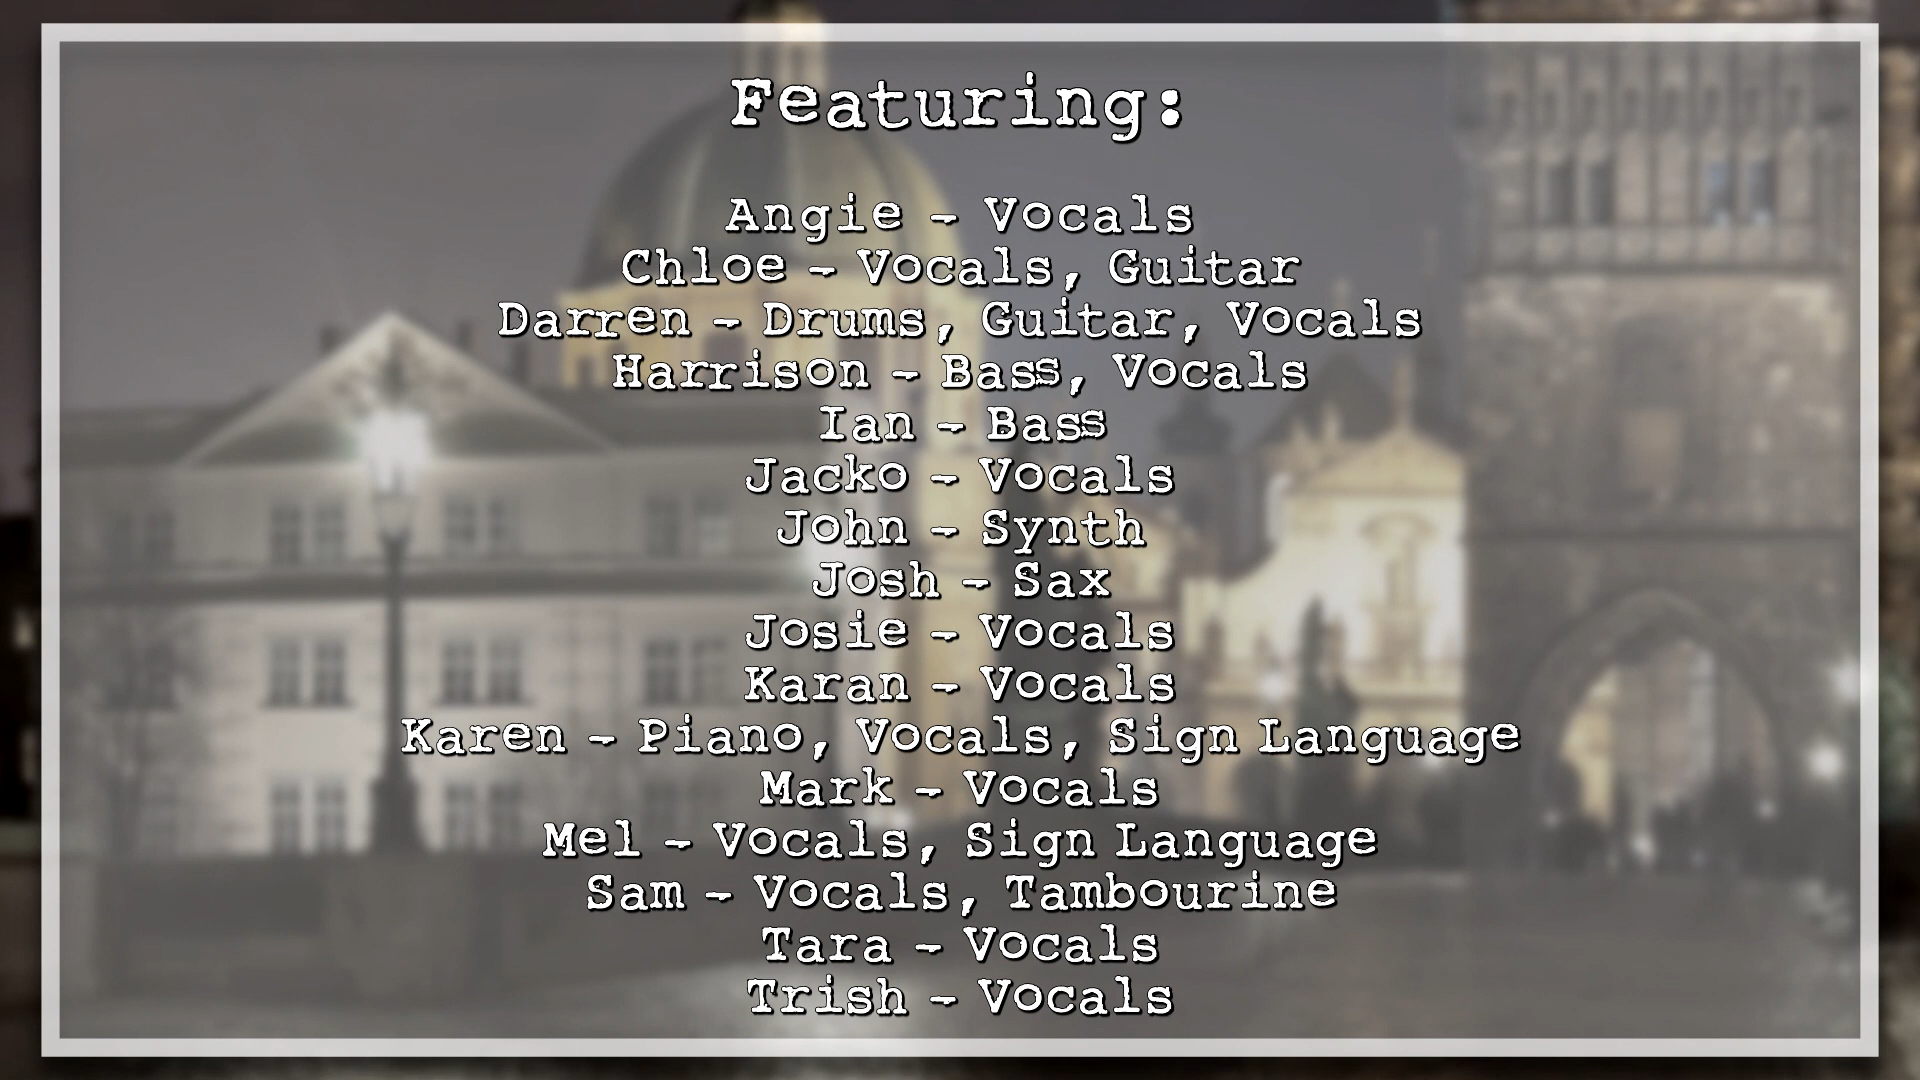 Featuring:
Angie - Vocals
Chloe - Vocals, Guitar
Darren - Drums, Guitar, Vocals
Harrison - Bass, Vocals
Ian - Bass
Jacko - Vocals
John - Synth
Josh - Sax
Josie - Vocals
Karan - Vocals
Karen - Piano, Vocals, Sign Language
Mark - Vocals
Mel - Vocals, Sign Language
Sam - Vocals, Tambourine
Tara - Vocals
Trish - Vocals